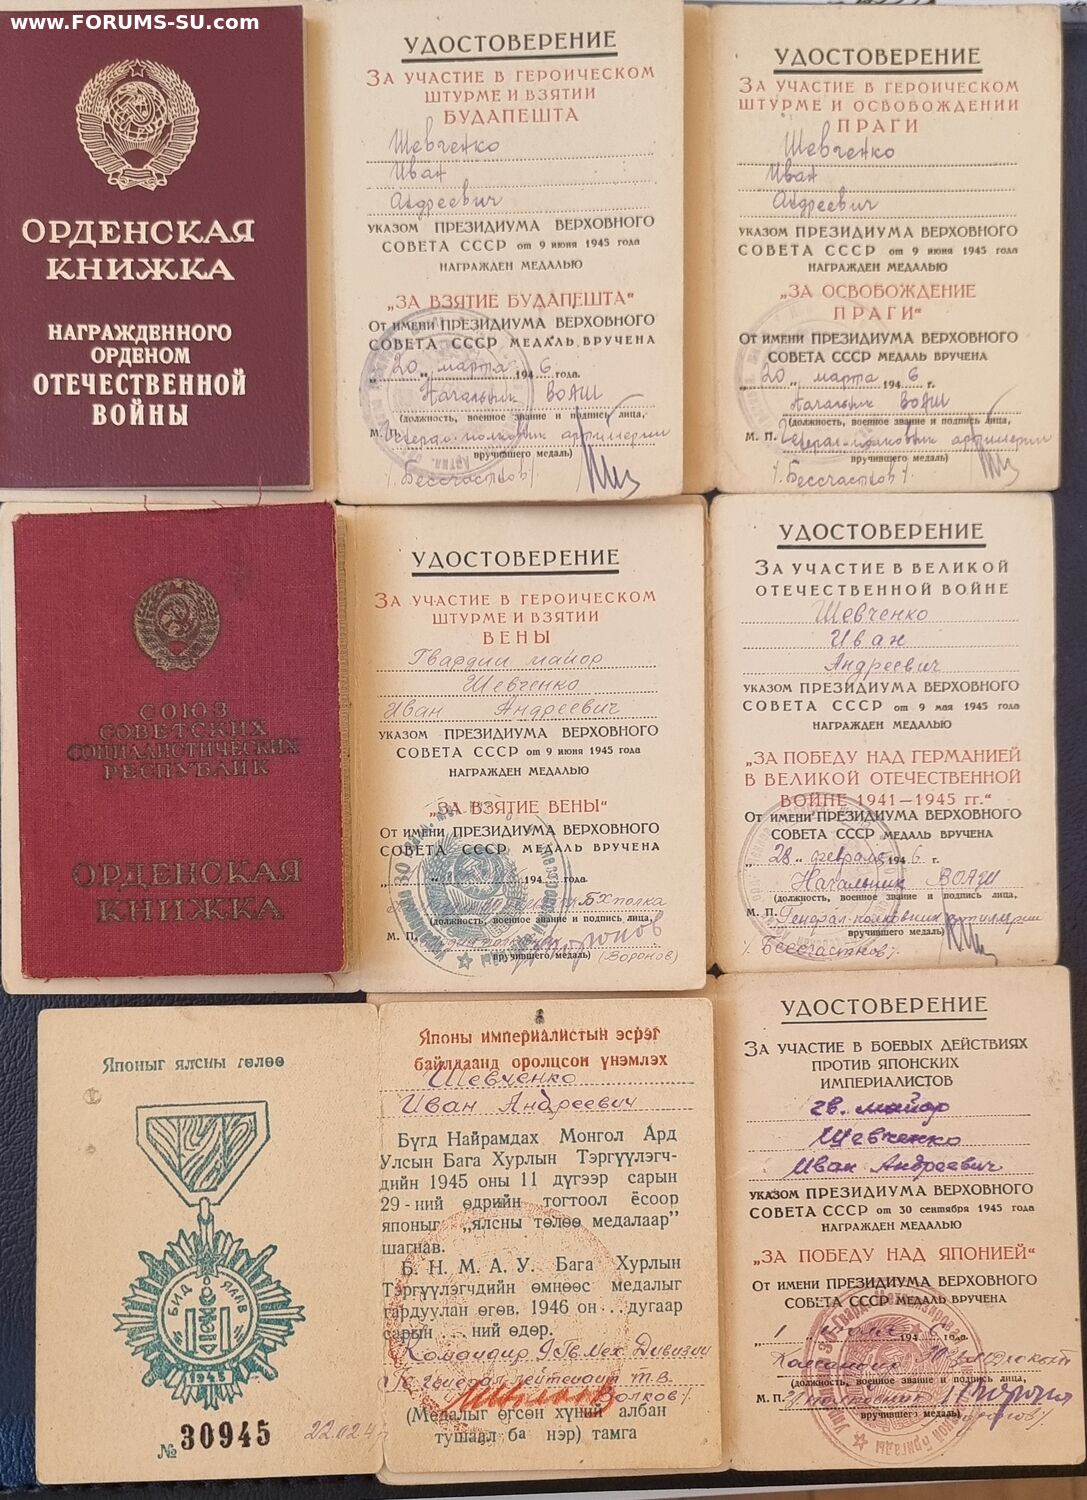 www.FORUMS-SU.com
ОРДЕНСКАЯ
КНИЖКА
НАГРАЖДЕННОГО
ОРДЕНОМ
ОТЕЧЕСТВЕННОЙ
ВОЙНЫ
УДОСТОВЕРЕНИЕ
ЗА УЧАСТИЕ В ГЕРОИЧЕСКОМ
ШТУРМЕ И ВЗЯТИИ
БУДАПЕШТА
Шевченко
Иван
Андреевич
УКАЗОМ ПРЕЗИДИУМА ВЕРХОВНОГО
СОВЕТА СССР от 9 июня 1945 года
НАГРАЖДЕН МЕДАЛЬЮ
„ЗА ВЗЯТИЕ БУДАПЕШТА“
От имени ПРЕЗИДИУМА ВЕРХОВНОГО
СОВЕТА СССР МЕДАЛЬ ВРУЧЕНА
„20„ марта 1946 года.
Начальник ВОАШ
(должность, военное звание и подпись лица,
М. П. Генерал-полковник артиллерии
вручившего медаль)
/. Бессчастнов/
УДОСТОВЕРЕНИЕ
ЗА УЧАСТИЕ В ГЕРОИЧЕСКОМ
ШТУРМЕ И ОСВОБОЖДЕНИИ
ПРАГИ
Шевченко
Иван
Андреевич
УКАЗОМ ПРЕЗИДИУМА ВЕРХОВНОГО
СОВЕТА СССР от 9 июня 1945 года
НАГРАЖДЕН МЕДАЛЬЮ
„ЗА ОСВОБОЖДЕНИЕ
ПРАГИ“
От имени ПРЕЗИДИУМА ВЕРХОВНОГО
СОВЕТА СССР МЕДАЛЬ ВРУЧЕНА
„20„ марта 1946 г.
Начальник ВОАШ
(должность, военное звание и подпись лица,
М. П. Генерал-полковник артиллерии
вручившего медаль)
/. Бессчастнов/.
СОЮЗ
СОВЕТСКИХ
СОЦИАЛИСТИЧЕСКИХ
РЕСПУБЛИК
ОРДЕНСКАЯ
КНИЖКА
УДОСТОВЕРЕНИЕ
ЗА УЧАСТИЕ В ГЕРОИЧЕСКОМ
ШТУРМЕ И ВЗЯТИИ
ВЕНЫ
Гвардии майор
Шевченко
Иван Андреевич
УКАЗОМ ПРЕЗИДИУМА ВЕРХОВНОГО
СОВЕТА СССР от 9 июня 1945 года
НАГРАЖДЕН МЕДАЛЬЮ
„ЗА ВЗЯТИЕ ВЕНЫ“
От имени ПРЕЗИДИУМА ВЕРХОВНОГО
СОВЕТА СССР МЕДАЛЬ ВРУЧЕНА
194 года.
полка
(должность, военное звание и подпись лица,
М. П.
вручившего медаль) (Воронов)
УДОСТОВЕРЕНИЕ
ЗА УЧАСТИЕ В ВЕЛИКОЙ
ОТЕЧЕСТВЕННОЙ ВОЙНЕ
Шевченко
Иван
Андреевич
УКАЗОМ ПРЕЗИДИУМА ВЕРХОВНОГО
СОВЕТА СССР от 9 мая 1945 года
НАГРАЖДЕН МЕДАЛЬЮ
„ЗА ПОБЕДУ НАД ГЕРМАНИЕЙ
В ВЕЛИКОЙ ОТЕЧЕСТВЕННОЙ
ВОЙНЕ 1941—1945 гг.“
От имени ПРЕЗИДИУМА ВЕРХОВНОГО
СОВЕТА СССР МЕДАЛЬ ВРУЧЕНА
„28„ февраля 1946 г.
Начальник ВОАШ
(должность, военное звание и подпись лица,
М. П. Генерал-полковник артиллерии
вручившего медаль)
/. Бессчастнов/.
Японыг ялсны төлөө
БИД ЯЛАВ
1945
№ 30945
Японы империалистын эсрэг
байлдаанд оролцсон үнэмлэх
Шевченко
Иван Андреевич
Бүгд Найрамдах Монгол Ард
Улсын Бага Хурлын Тэргүүлэгч-
дийн 1945 оны 11 дүгээр сарын
29-ний өдрийн тогтоол ёсоор
японыг „ялсны төлөө медалаар”
шагнав.
Б. Н. М. А. У. Бага Хурлын
Тэргүүлэгчдийн өмнөөс медалыг
гардуулан өгөв. 1946 он . . . дугаар
сарын . . . ний өдөр.
Командир 9 Гв. Мех. Дивизии
Гв. генерал-лейтенант т.в.
Волков/
(Медалыг өгсөн хүний албан
тушаал ба нэр) тамга
УДОСТОВЕРЕНИЕ
ЗА УЧАСТИЕ В БОЕВЫХ ДЕЙСТВИЯХ
ПРОТИВ ЯПОНСКИХ
ИМПЕРИАЛИСТОВ
гв. майор
Шевченко
Иван Андреевич
УКАЗОМ ПРЕЗИДИУМА ВЕРХОВНОГО
СОВЕТА СССР от 30 сентября 1945 года
НАГРАЖДЕН МЕДАЛЬЮ
„ЗА ПОБЕДУ НАД ЯПОНИЕЙ“
От имени ПРЕЗИДИУМА ВЕРХОВНОГО
СОВЕТА СССР МЕДАЛЬ ВРУЧЕНА
1946 года.
Командир
(должность, военное звание и подпись лица,
М. П. полковник
вручившего медаль)